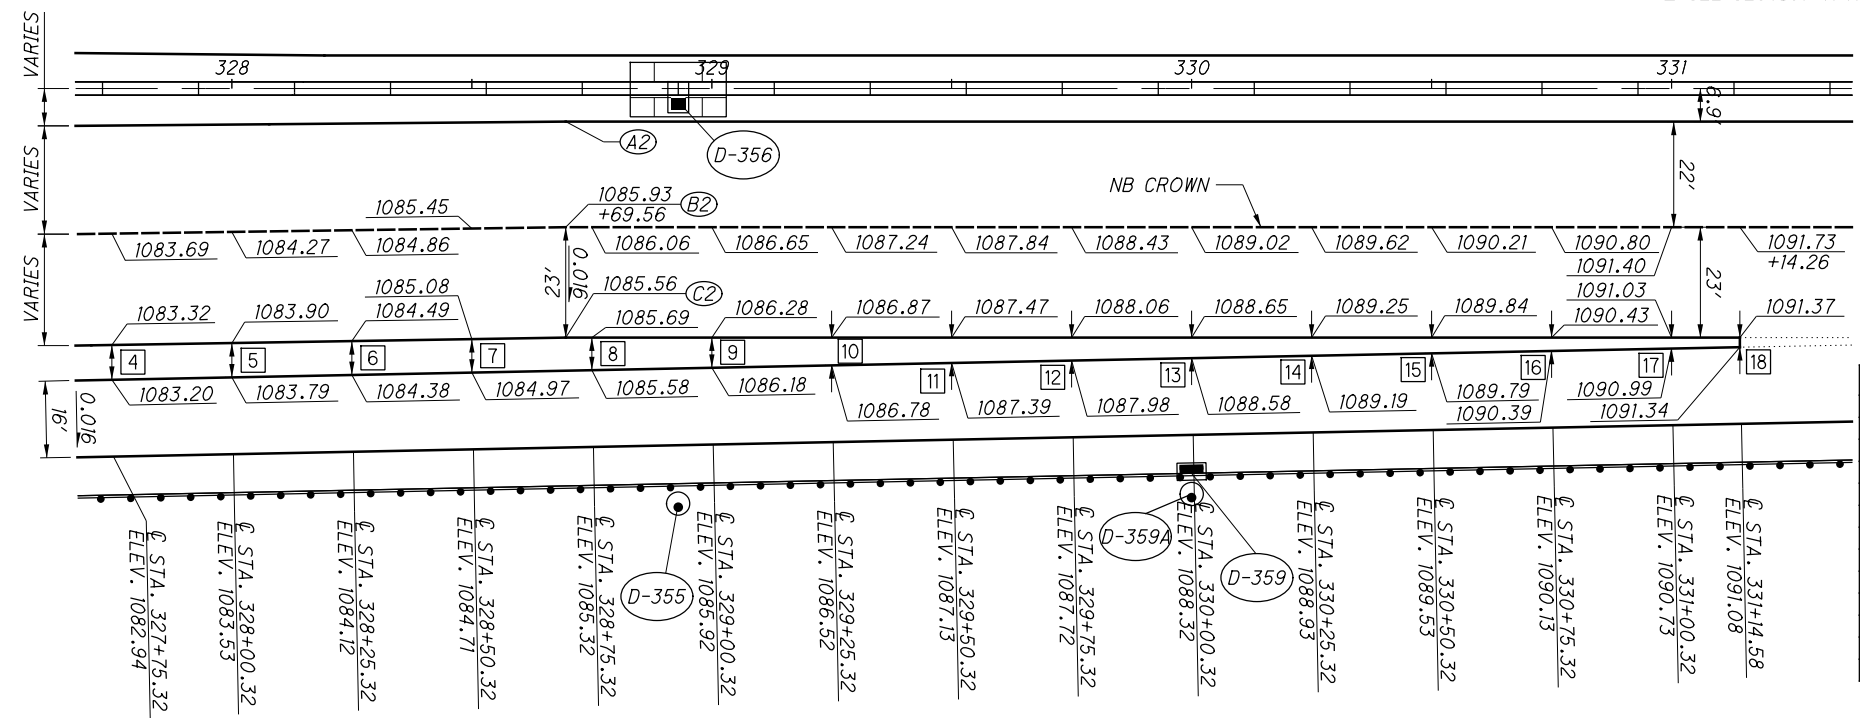 VARIES
328
329
330
331
6.9'
A2
D-356
VARIES
22'
NB CROWN
1085.45
1085.93
+69.56
B2
1083.69
1084.27
1084.86
1086.06
1086.65
1087.24
1087.84
1088.43
1089.02
1089.62
1090.21
1090.80
1091.40
1091.73
+14.26
VARIES
23'
0.016
23'
1085.08
1085.56
C2
1091.03
1083.32
1083.90
1084.49
1085.69
1086.28
1086.87
1087.47
1088.06
1088.65
1089.25
1089.84
1090.43
1091.37
4
5
6
7
8
9
10
11
12
13
14
15
16
17
18
1083.20
1083.79
1084.38
1084.97
1085.58
1086.18
1086.78
1087.39
1087.98
1088.58
1089.19
1089.79
1090.39
1090.99
1091.34
16'
0.016
℄ STA. 327+75.32
ELEV. 1082.94
℄ STA. 328+00.32
ELEV. 1083.53
℄ STA. 328+25.32
ELEV. 1084.12
℄ STA. 328+50.32
ELEV. 1084.71
℄ STA. 328+75.32
ELEV. 1085.32
D-355
℄ STA. 329+00.32
ELEV. 1085.92
℄ STA. 329+25.32
ELEV. 1086.52
℄ STA. 329+50.32
ELEV. 1087.13
℄ STA. 329+75.32
ELEV. 1087.72
D-359A
℄ STA. 330+00.32
ELEV. 1088.32
D-359
℄ STA. 330+25.32
ELEV. 1088.93
℄ STA. 330+50.32
ELEV. 1089.53
℄ STA. 330+75.32
ELEV. 1090.13
℄ STA. 331+00.32
ELEV. 1090.73
℄ STA. 331+14.58
ELEV. 1091.08